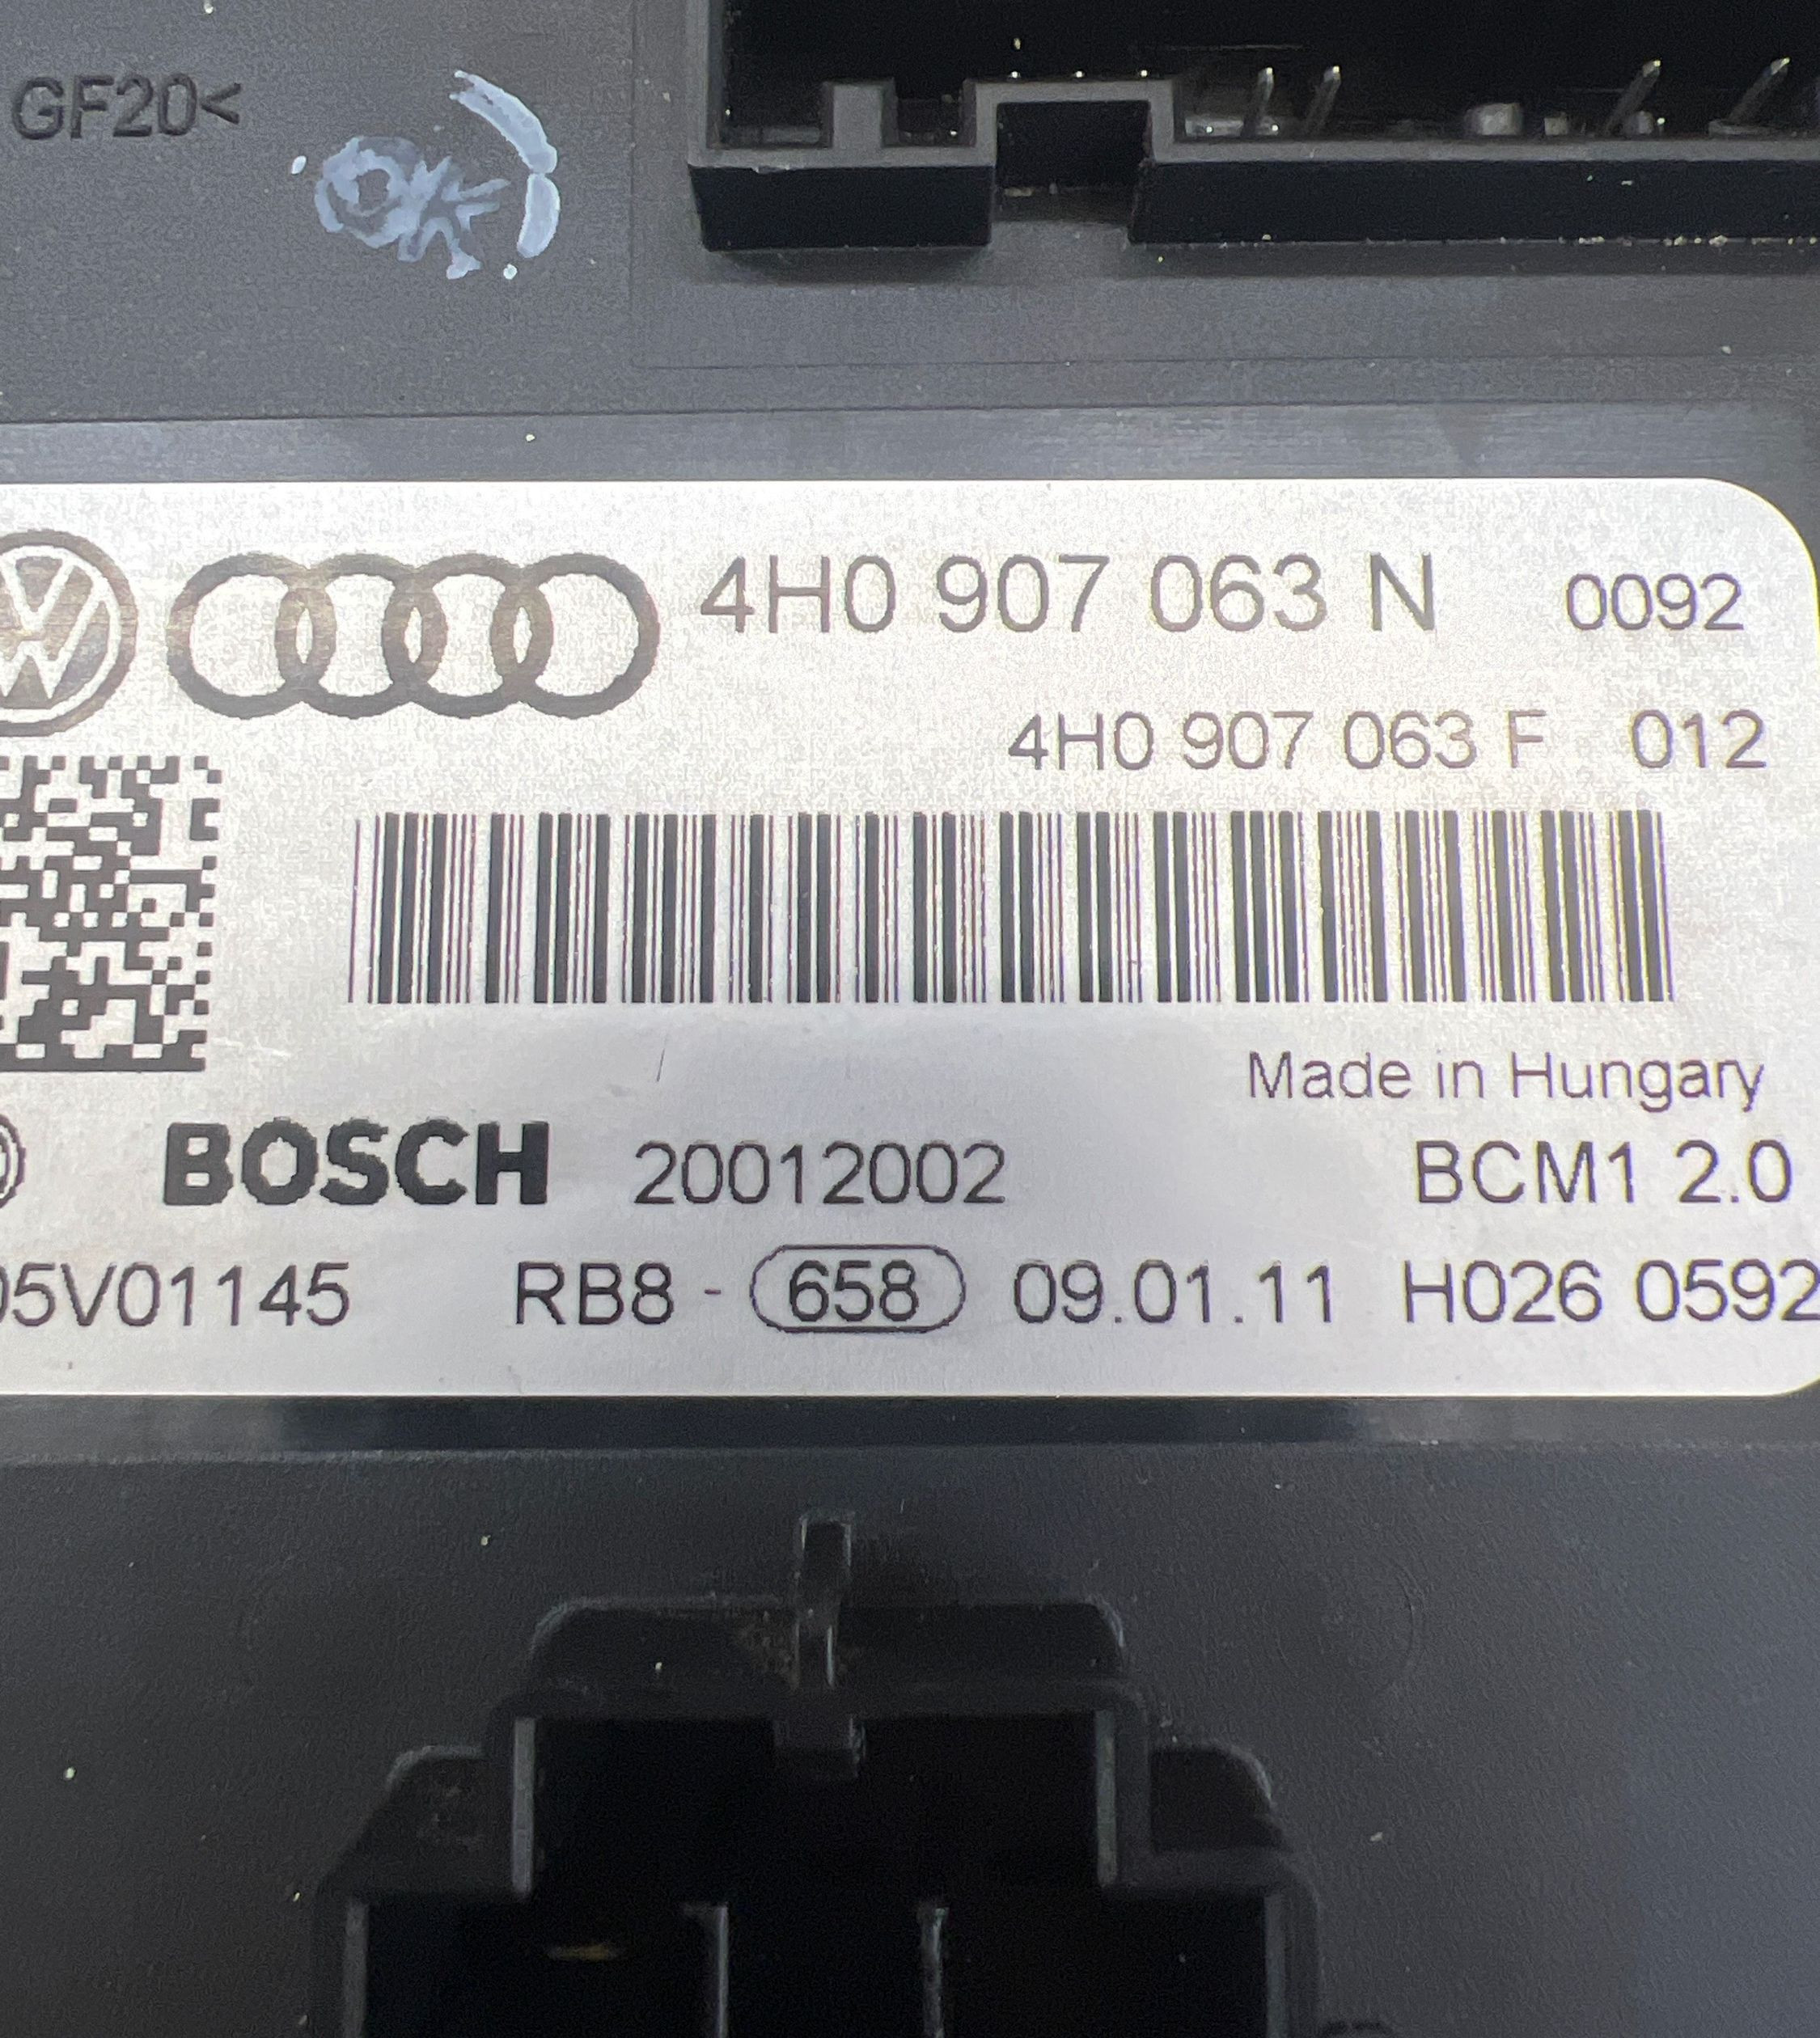 GF20<
OK
4H0 907 063 N 0092
4H0 907 063 F 012
Made in Hungary
BOSCH 20012002 BCM1 2.0
05V01145 RB8 - 658 09.01.11 H026 0592